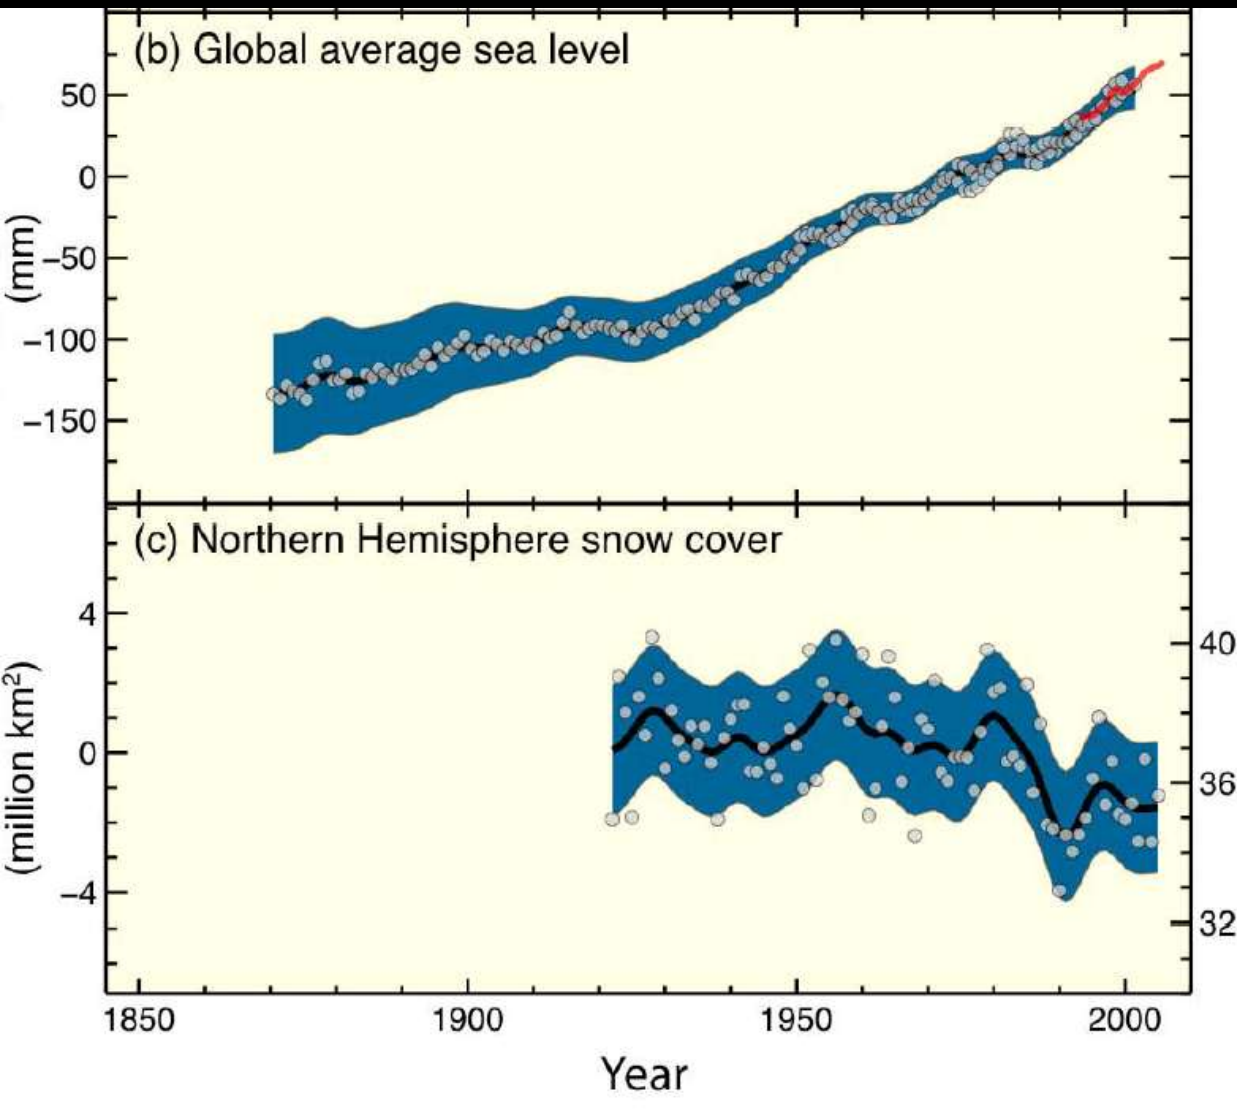 (b) Global average sea level
50
0
−50
−100
−150
(mm)
(c) Northern Hemisphere snow cover
4
0
−4
(million km²)
40
36
32
1850 1900 1950 2000
Year